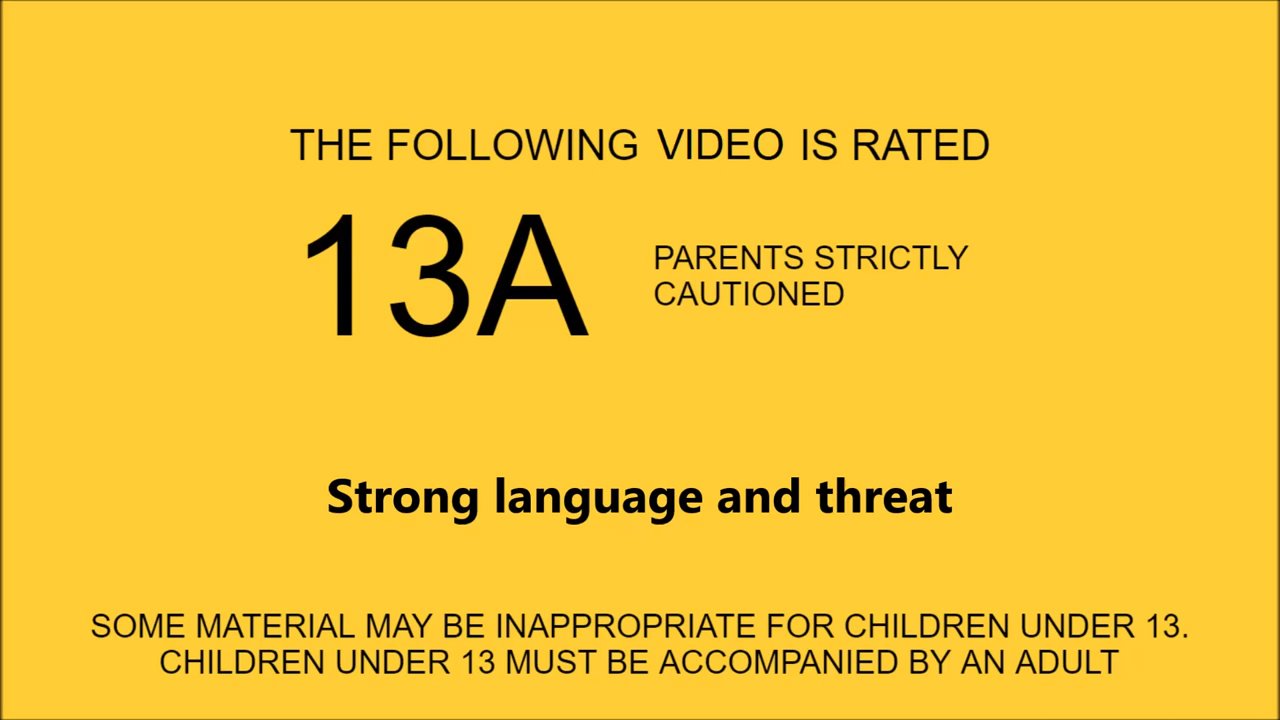 THE FOLLOWING VIDEO IS RATED
13A
PARENTS STRICTLY
CAUTIONED
Strong language and threat
SOME MATERIAL MAY BE INAPPROPRIATE FOR CHILDREN UNDER 13.
CHILDREN UNDER 13 MUST BE ACCOMPANIED BY AN ADULT